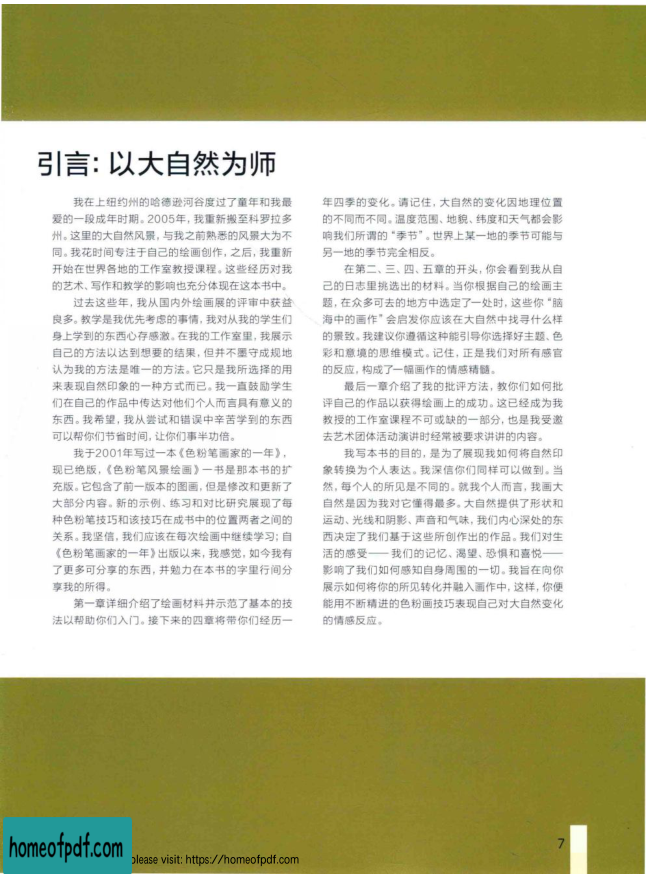 引言：以大自然为师
我在上纽约州的哈德逊河谷度过了童年和我最
爱的一段成年时期。2005年，我重新搬至科罗拉多
州。这里的大自然风景，与我之前熟悉的风景大为不
同。我花时间专注于自己的绘画创作，之后，我重新
开始在世界各地的工作室教授课程。这些经历对我
的艺术、写作和教学的影响也充分体现在这本书中。
过去这些年，我从国内外绘画展的评审中获益
良多。教学是我优先考虑的事情，我对从我的学生们
身上学到的东西心存感激。在我的工作室里，我展示
自己的方法以达到想要的结果，但并不墨守成规地
认为我的方法是唯一的方法。它只是我所选择的用
来表现自然印象的一种方式而已。我一直鼓励学生
们在自己的作品中传达对他们个人而言具有意义的
东西。我希望，我从尝试和错误中辛苦学到的东西
可以帮你们节省时间，让你们事半功倍。
我于2001年写过一本《色粉笔画家的一年》，
现已绝版，《色粉笔风景绘画》一书是那本书的扩
充版。它包含了前一版本的图画，但是修改和更新了
大部分内容。新的示例、练习和对比研究展现了每
种色粉笔技巧和该技巧在成书中的位置两者之间的
关系。我坚信，我们应该在每次绘画中继续学习；自
《色粉笔画家的一年》出版以来，我感觉，如今我有
了更多可分享的东西，并勉力在本书的字里行间分
享我的所得。
第一章详细介绍了绘画材料并示范了基本的技
法以帮助你们入门。接下来的四章将带你们经历一
年四季的变化。请记住，大自然的变化因地理位置
的不同而不同。温度范围、地貌、纬度和天气都会影
响我们所谓的“季节”。世界上某一地的季节可能与
另一地的季节完全相反。
在第二、三、四、五章的开头，你会看到我从自
己的日志里挑选出的材料。当你根据自己的绘画主
题，在众多可去的地方中选定了一处时，这些你“脑
海中的画作”会启发你应该在大自然中找寻什么样
的景致。我建议你遵循这种能引导你选择好主题、色
彩和意境的思维模式。记住，正是我们对所有感官
的反应，构成了一幅画作的情感精髓。
最后一章介绍了我的批评方法，教你们如何批
评自己的作品以获得绘画上的成功。这已经成为我
教授的工作室课程不可或缺的一部分，也是我受邀
去艺术团体活动演讲时经常被要求讲讲的内容。
我写本书的目的，是为了展现我如何将自然印
象转换为个人表达。我深信你们同样可以做到。当
然，每个人的所见是不同的。就我个人而言，我画大
自然是因为我对它懂得最多。大自然提供了形状和
运动、光线和阴影、声音和气味，我们内心深处的东
西决定了我们基于这些所创作出的作品。我们对生
活的感受——我们的记忆、渴望、恐惧和喜悦——
影响了我们如何感知自身周围的一切。我旨在向你
展示如何将你的所见转化并融入画作中，这样，你便
能用不断精进的色粉画技巧表现自己对大自然变化
的情感反应。
7
homeofpdf.com
please visit: https://homeofpdf.com